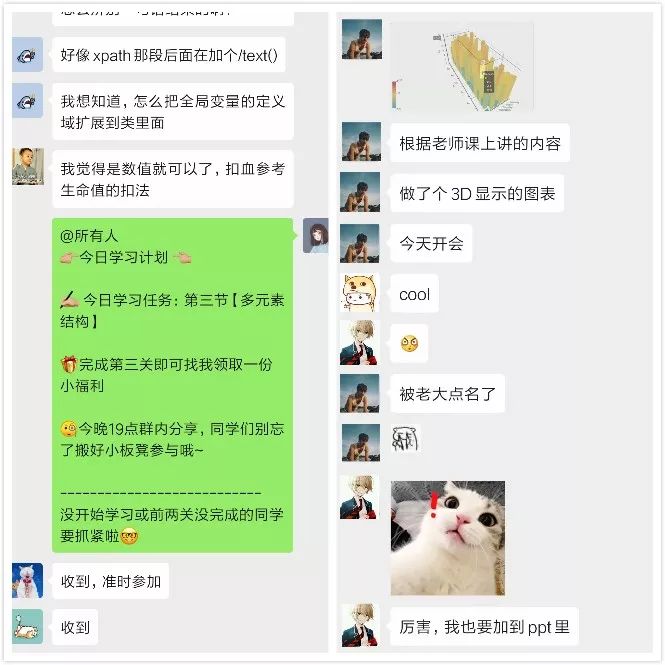 好像 xpath 那段后面在加个/text()
我想知道，怎么把全局变量的定义
域扩展到类里面
我觉得是数值就可以了，扣血参考
生命值的扣法
@所有人
👉🏻今日学习计划 👈🏻
✍🏻 今日学习任务：第三节【多元素
结构】
🎁完成第三关即可找我领取一份
小福利
🧐今晚19点群内分享，同学们别忘
了搬好小板凳参与哦~
---------------------------
没开始学习或前两关没完成的同学
要抓紧啦🤓
收到，准时参加
收到
根据老师课上讲的内容
做了个 3D 显示的图表
今天开会
cool
被老大点名了
厉害，我也要加到 ppt 里